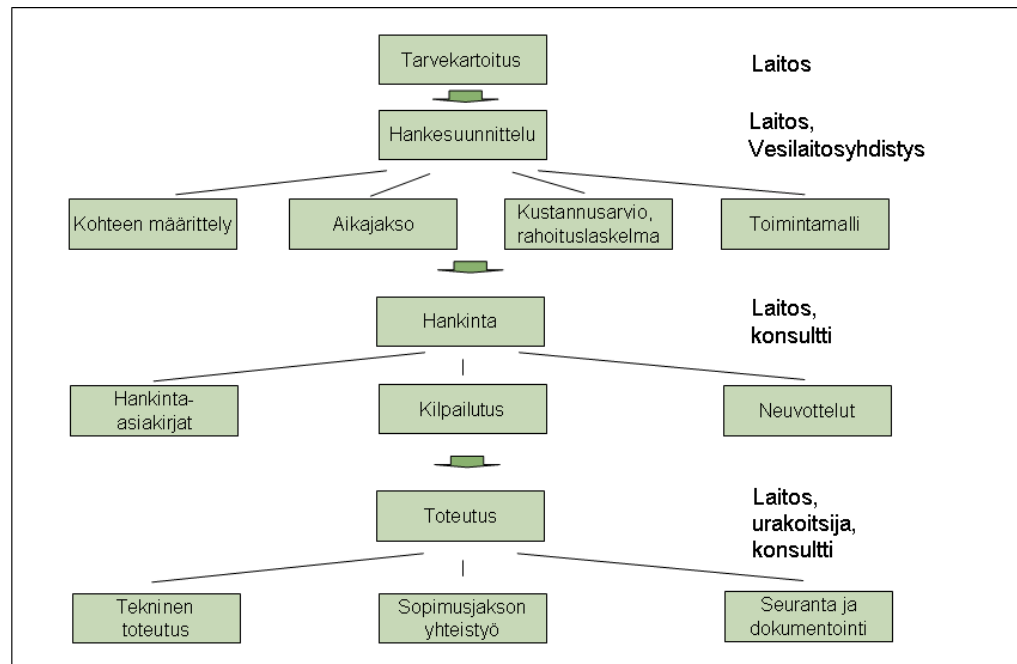 Tarvekartoitus
Laitos
Hankesuunnittelu
Laitos,
Vesilaitosyhdistys
Kohteen määrittely
Aikajakso
Kustannusarvio,
rahoituslaskelma
Toimintamalli
Hankinta
Laitos,
konsultti
Hankinta-
asiakirjat
Kilpailutus
Neuvottelut
Toteutus
Laitos,
urakoitsija,
konsultti
Tekninen
toteutus
Sopimusjakson
yhteistyö
Seuranta ja
dokumentointi